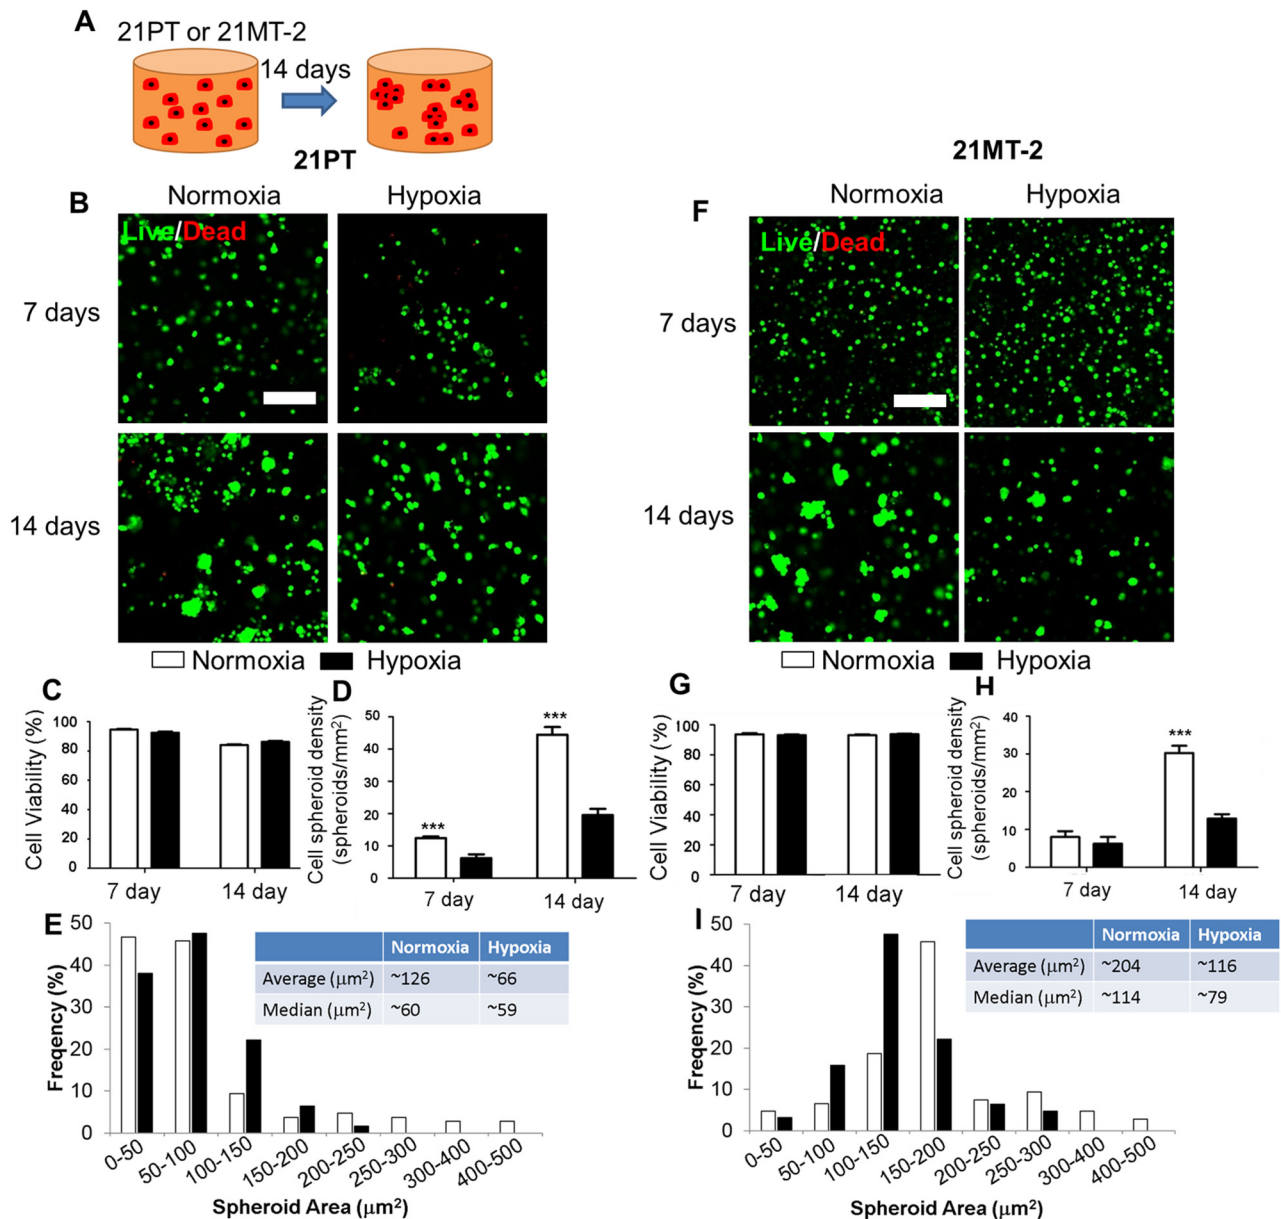 A
21PT or 21MT-2
14 days
21PT
B
Normoxia
Hypoxia
Live/Dead
7 days
14 days
Normoxia
Hypoxia
C
Cell Viability (%)
100
80
60
40
20
0
7 day
14 day
D
Cell spheroid density
(spheroids/mm²)
50
40
30
20
10
0
***
***
7 day
14 day
E
Freqency (%)
50
40
30
20
10
0
0-50
50-100
100-150
150-200
200-250
250-300
300-400
400-500
Spheroid Area (μm²)
Normoxia Hypoxia
Average (μm²) ~126 ~66
Median (μm²) ~60 ~59
21MT-2
F
Normoxia
Hypoxia
Live/Dead
7 days
14 days
Normoxia
Hypoxia
G
Cell Viability (%)
100
80
60
40
20
0
7 day
14 day
H
Cell spheroid density
(spheroids/mm²)
40
30
20
10
0
***
7 day
14 day
I
Freqency (%)
50
40
30
20
10
0
0-50
50-100
100-150
150-200
200-250
250-300
300-400
400-500
Spheroid Area (μm²)
Normoxia Hypoxia
Average (μm²) ~204 ~116
Median (μm²) ~114 ~79